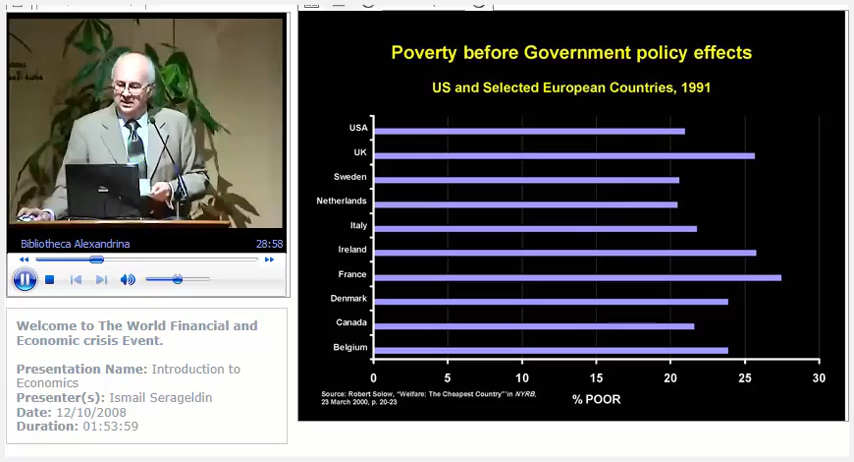 Bibliotheca Alexandrina 28:58
Welcome to The World Financial and
Economic crisis Event.
Presentation Name: Introduction to
Economics
Presenter(s): Ismail Serageldin
Date: 12/10/2008
Duration: 01:53:59
Poverty before Government policy effects
US and Selected European Countries, 1991
USA
UK
Sweden
Netherlands
Italy
Ireland
France
Denmark
Canada
Belgium
0 5 10 15 20 25 30
% POOR
Source: Robert Solow, "Welfare: The Cheapest Country" in NYRB,
23 March 2000, p. 20-23